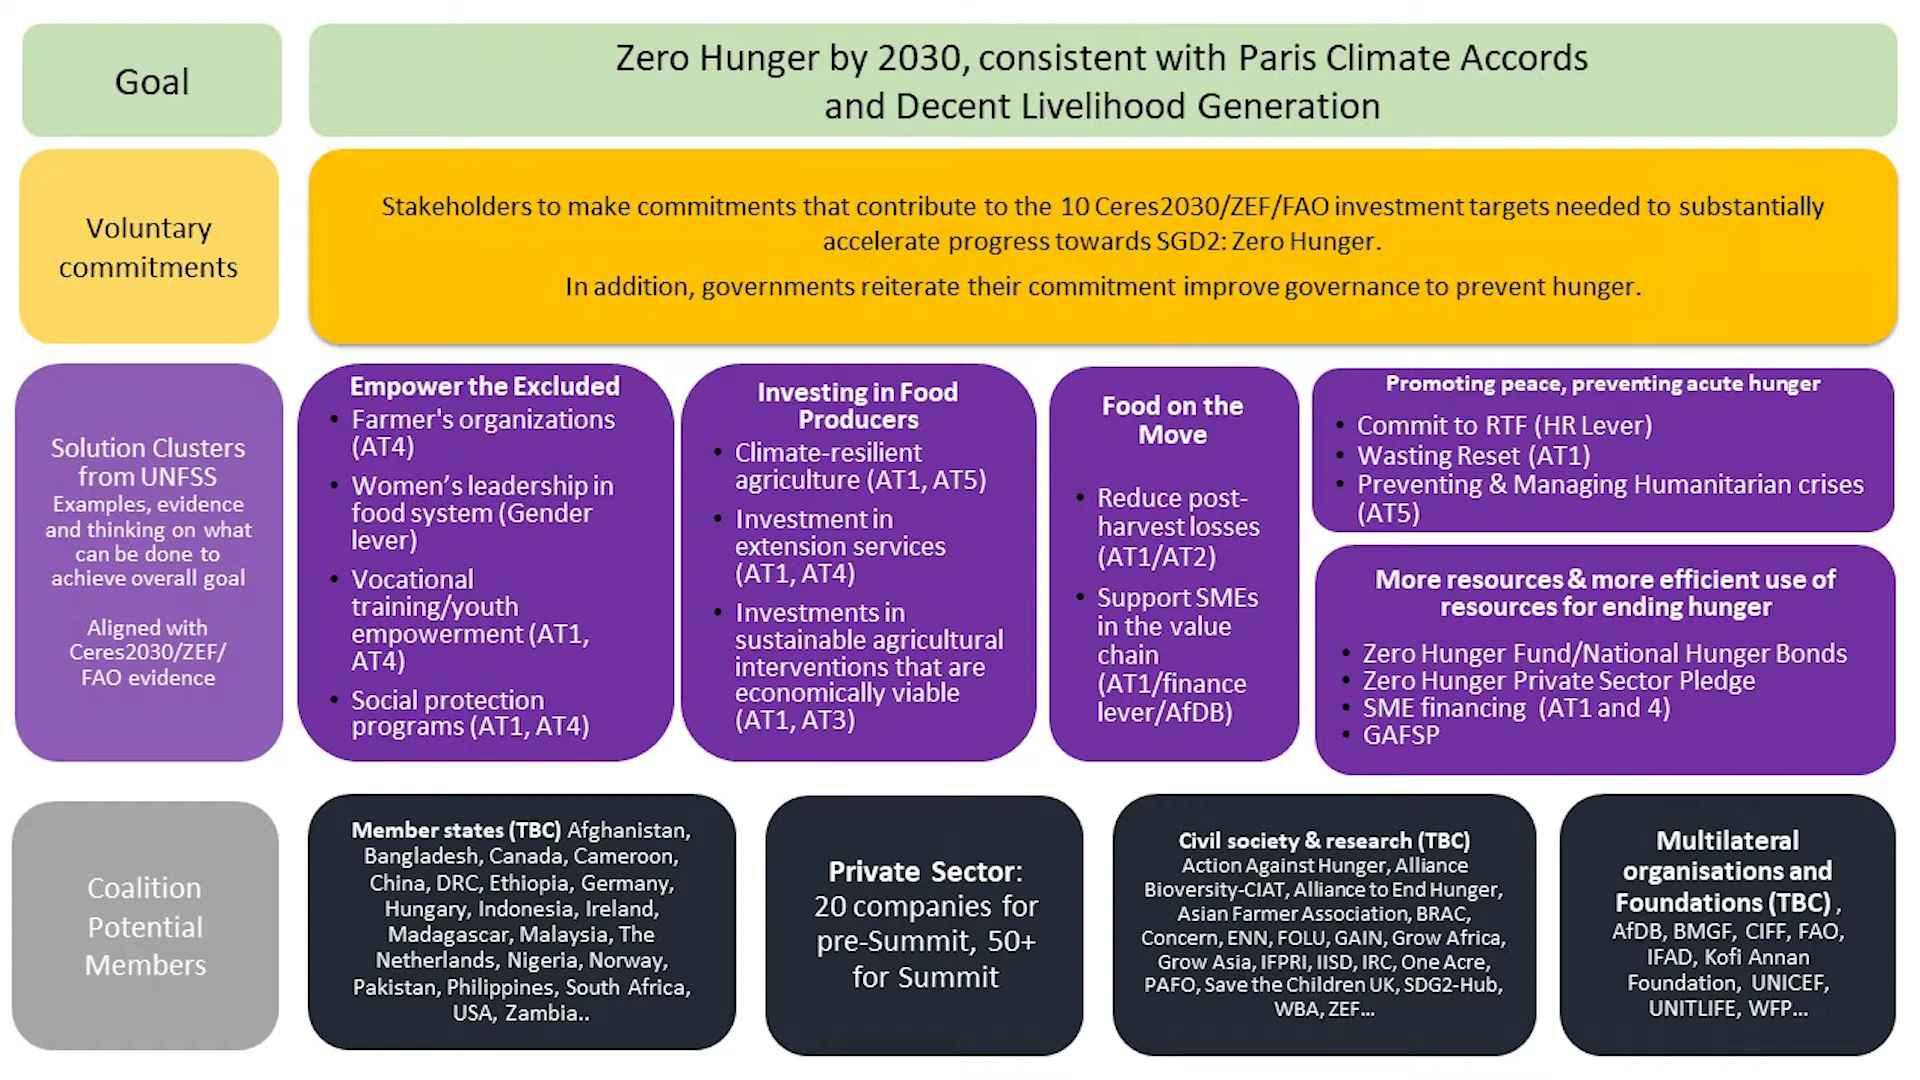 Goal
Zero Hunger by 2030, consistent with Paris Climate Accords
and Decent Livelihood Generation
Voluntary
commitments
Stakeholders to make commitments that contribute to the 10 Ceres2030/ZEF/FAO investment targets needed to substantially
accelerate progress towards SGD2: Zero Hunger.
In addition, governments reiterate their commitment improve governance to prevent hunger.
Solution Clusters
from UNFSS
Examples, evidence
and thinking on what
can be done to
achieve overall goal
Aligned with
Ceres2030/ZEF/
FAO evidence
Empower the Excluded
• Farmer's organizations
(AT4)
• Women’s leadership in
food system (Gender
lever)
• Vocational
training/youth
empowerment (AT1,
AT4)
• Social protection
programs (AT1, AT4)
Investing in Food
Producers
• Climate-resilient
agriculture (AT1, AT5)
• Investment in
extension services
(AT1, AT4)
• Investments in
sustainable agricultural
interventions that are
economically viable
(AT1, AT3)
Food on the
Move
• Reduce post-
harvest losses
(AT1/AT2)
• Support SMEs
in the value
chain
(AT1/finance
lever/AfDB)
Promoting peace, preventing acute hunger
• Commit to RTF (HR Lever)
• Wasting Reset (AT1)
• Preventing & Managing Humanitarian crises
(AT5)
More resources & more efficient use of
resources for ending hunger
• Zero Hunger Fund/National Hunger Bonds
• Zero Hunger Private Sector Pledge
• SME financing (AT1 and 4)
• GAFSP
Coalition
Potential
Members
Member states (TBC) Afghanistan,
Bangladesh, Canada, Cameroon,
China, DRC, Ethiopia, Germany,
Hungary, Indonesia, Ireland,
Madagascar, Malaysia, The
Netherlands, Nigeria, Norway,
Pakistan, Philippines, South Africa,
USA, Zambia..
Private Sector:
20 companies for
pre-Summit, 50+
for Summit
Civil society & research (TBC)
Action Against Hunger, Alliance
Bioversity-CIAT, Alliance to End Hunger,
Asian Farmer Association, BRAC,
Concern, ENN, FOLU, GAIN, Grow Africa,
Grow Asia, IFPRI, IISD, IRC, One Acre,
PAFO, Save the Children UK, SDG2-Hub,
WBA, ZEF...
Multilateral
organisations and
Foundations (TBC) ,
AfDB, BMGF, CIFF, FAO,
IFAD, Kofi Annan
Foundation, UNICEF,
UNITLIFE, WFP...